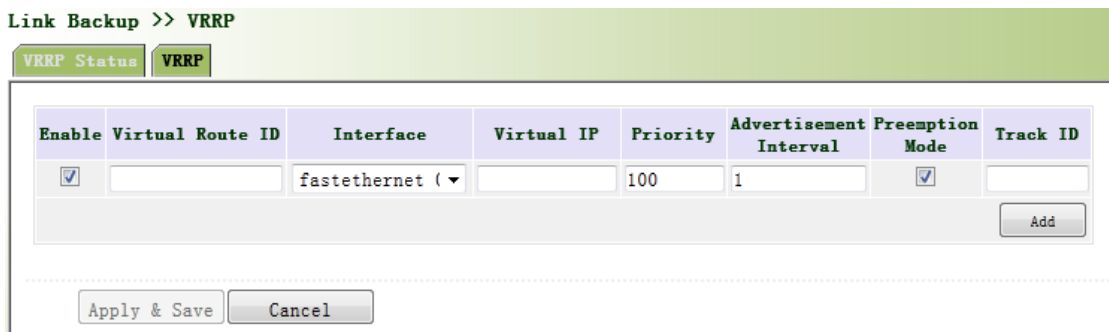 Link Backup >> VRRP
VRRP Status VRRP
Enable Virtual Route ID Interface Virtual IP Priority Advertisement Interval Preemption Mode Track ID
fastethernet ( 100 1
Add
Apply & Save Cancel